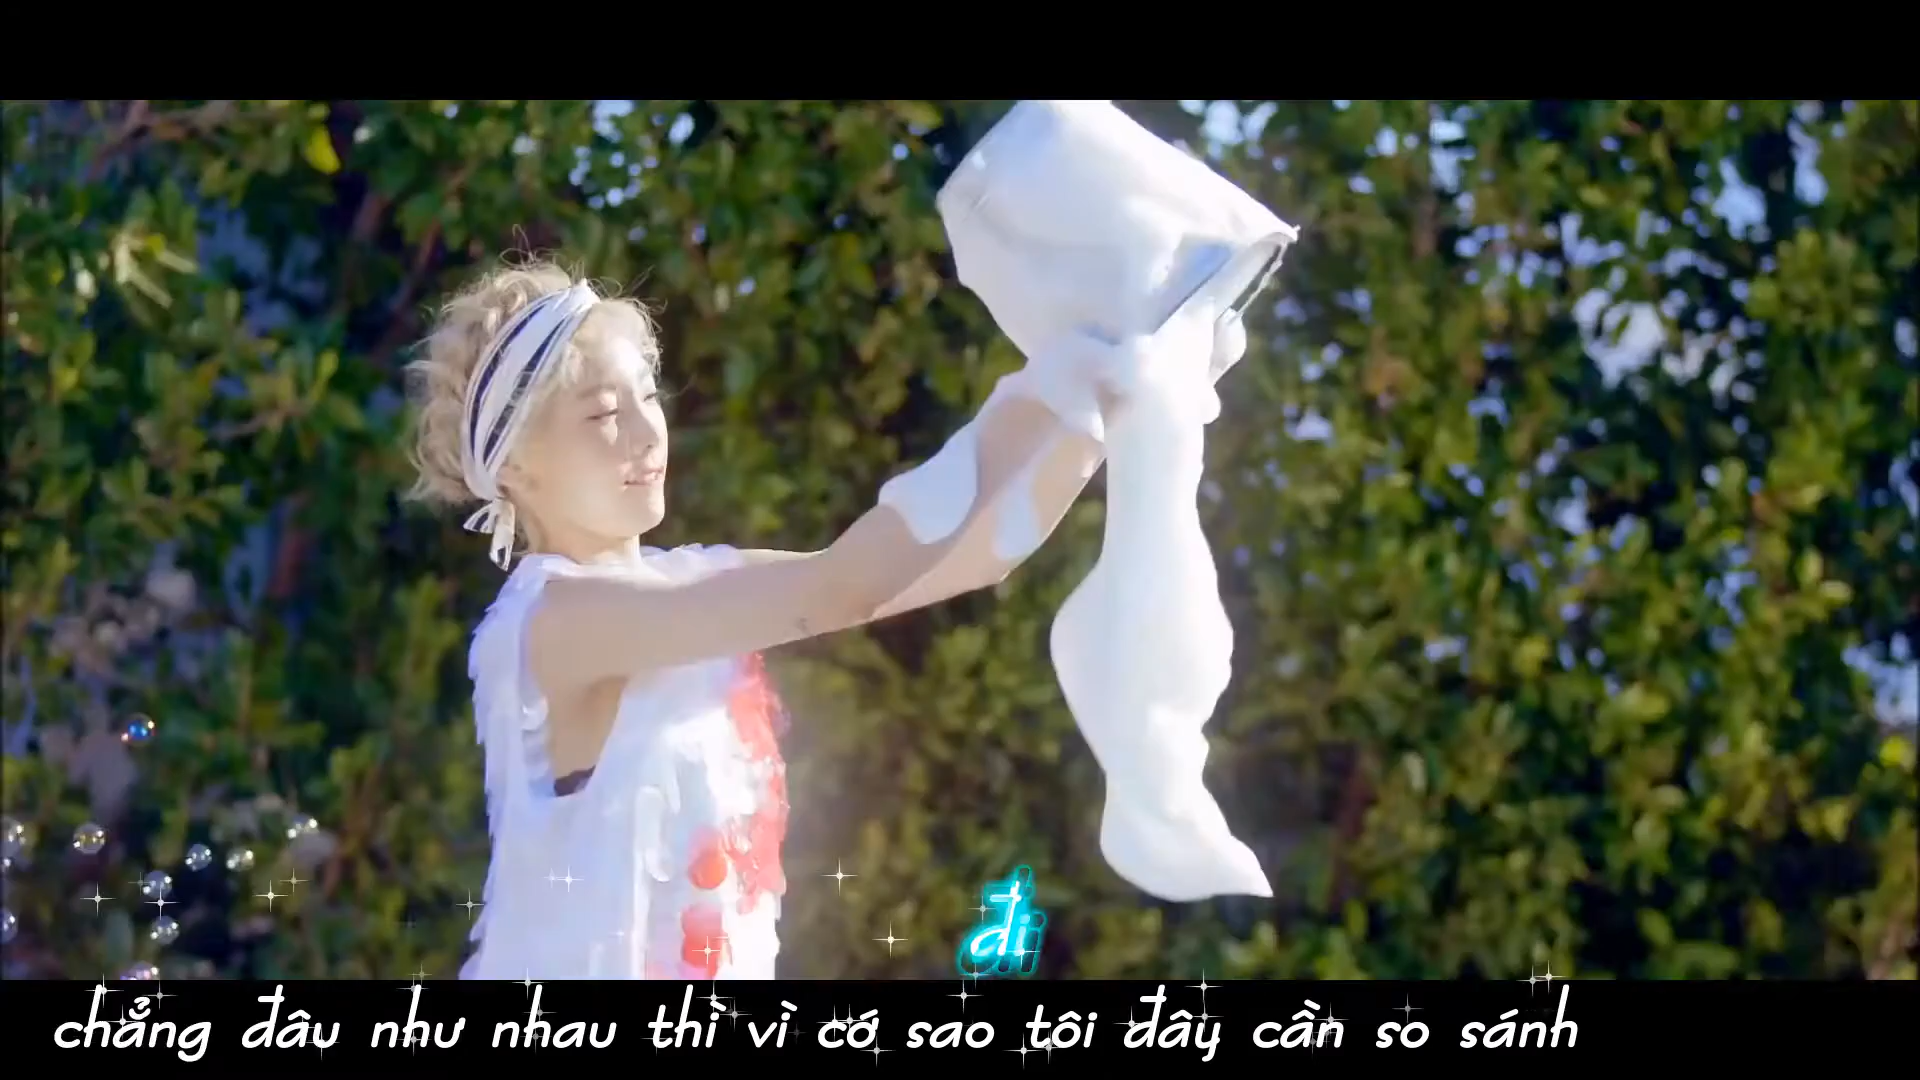 đi
chẳng đâu như nhau thì vì cớ sao tôi đây cần so sánh